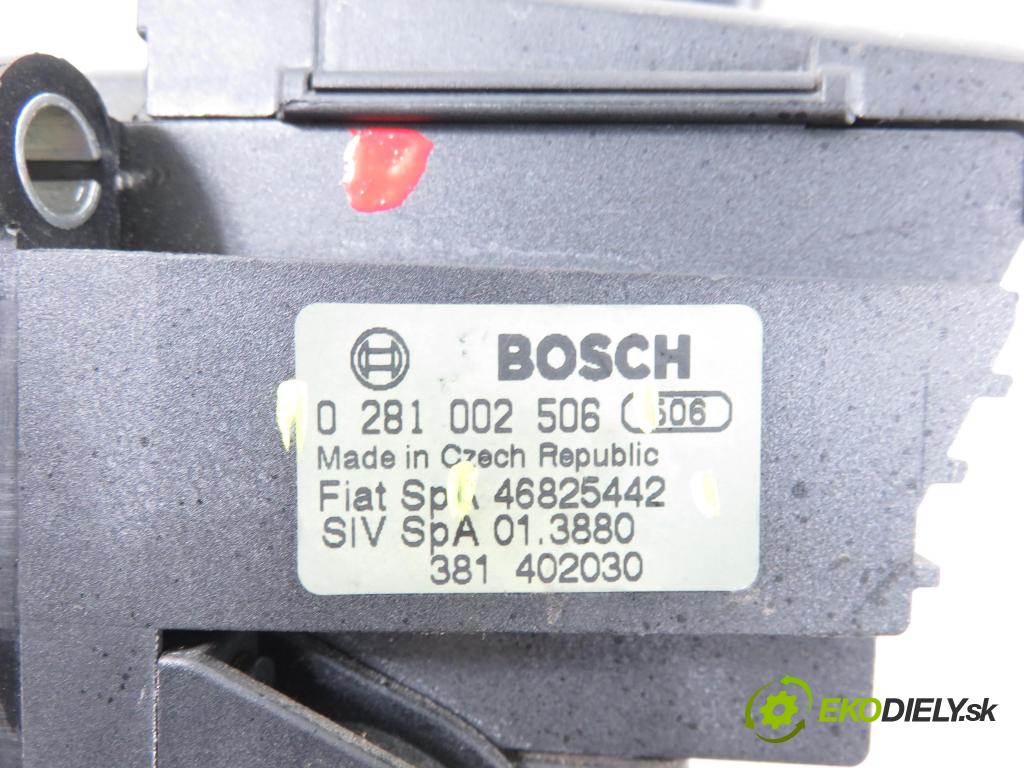 BOSCH
0 281 002 506 606
Made in Czech Republic
Fiat SpA 46825442
SIV SpA 01.3880
381 402030
EKODIELY.sk